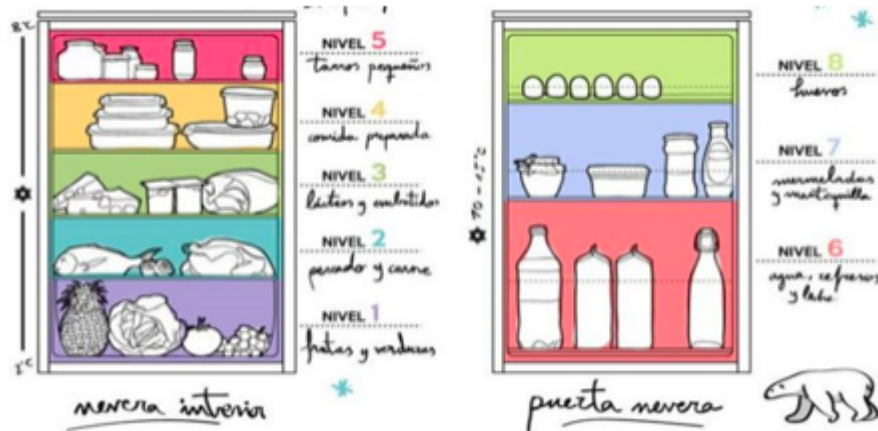 8°C
NIVEL 5
tarros pequeños
NIVEL 4
comida preparada
NIVEL 3
lácteos y embutidos
NIVEL 2
pescado y carne
NIVEL 1
frutas y verduras
nevera interior
NIVEL 8
huevos
NIVEL 7
mermeladas
y mantequilla
NIVEL 6
agua, refrescos
y leche
puerta nevera